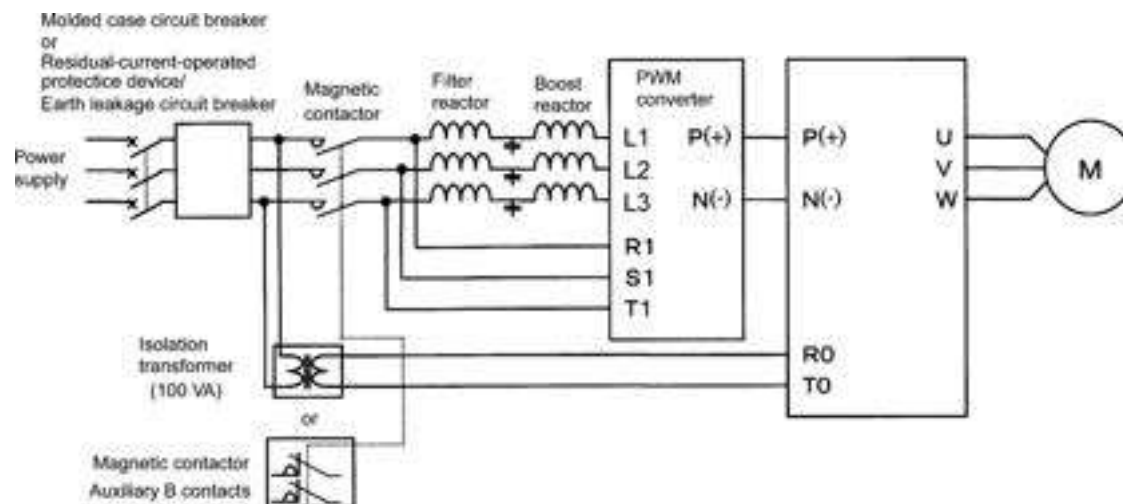 Molded case circuit breaker
or
Residual-current-operated
protectice device/
Earth leakage circuit breaker
Magnetic
contactor
Filter
reactor
Boost
reactor
PWM
converter
Power
supply
L1
L2
L3
R1
S1
T1
P(+)
N(-)
P(+)
N(-)
U
V
W
M
R0
T0
Isolation
transformer
(100 VA)
or
Magnetic contactor
Auxiliary B contacts